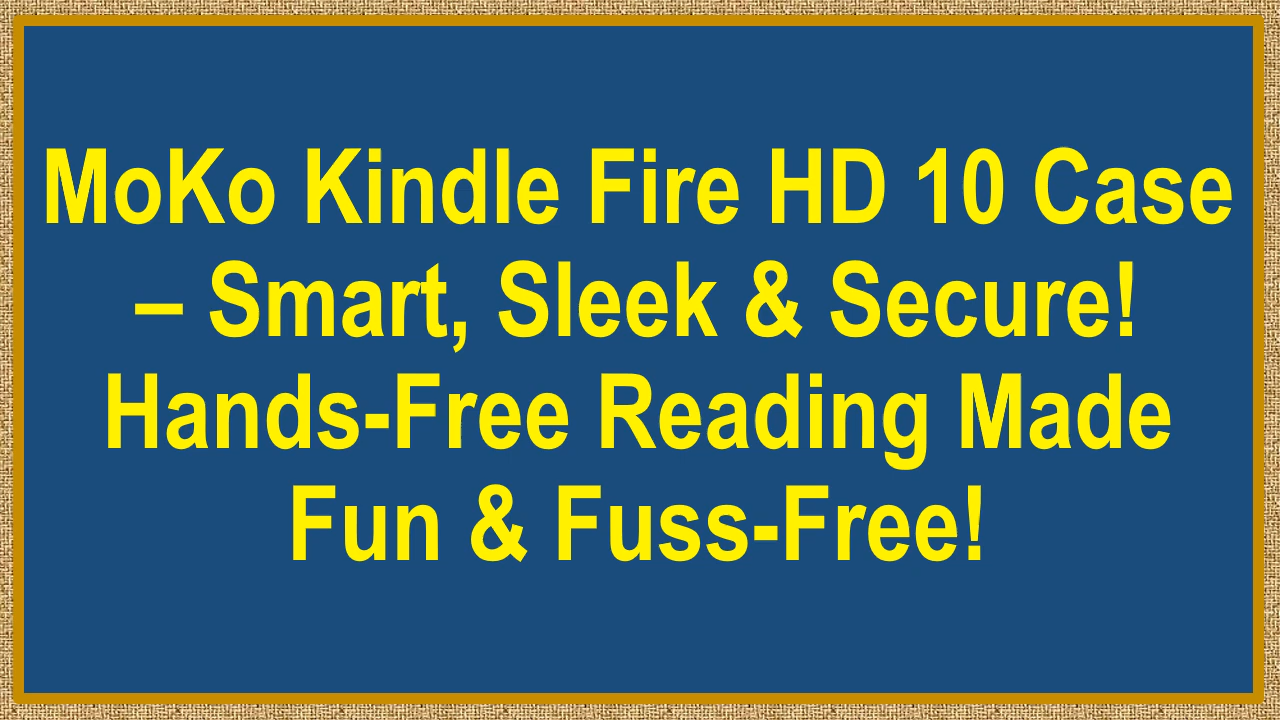 MoKo Kindle Fire HD 10 Case
– Smart, Sleek & Secure!
Hands-Free Reading Made
Fun & Fuss-Free!